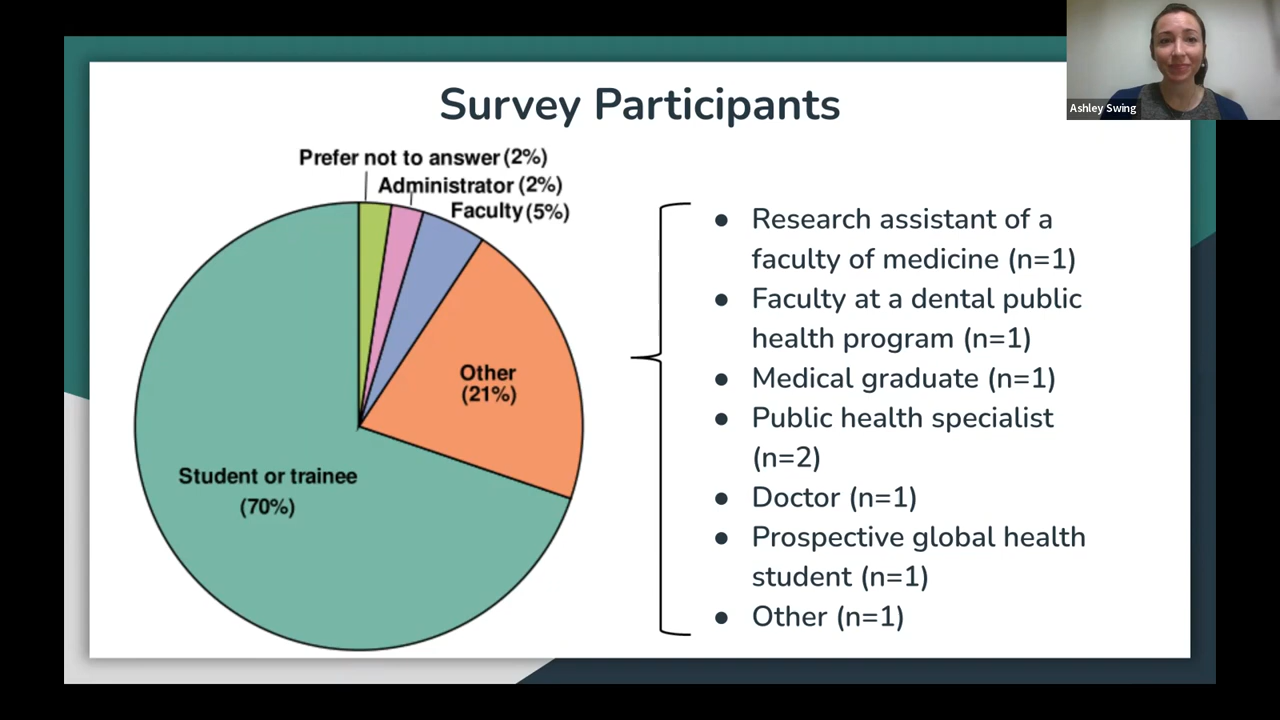 Survey Participants
Ashley Swing
Prefer not to answer (2%)
Administrator (2%)
Faculty (5%)
Other
(21%)
Student or trainee
(70%)
• Research assistant of a
faculty of medicine (n=1)
• Faculty at a dental public
health program (n=1)
• Medical graduate (n=1)
• Public health specialist
(n=2)
• Doctor (n=1)
• Prospective global health
student (n=1)
• Other (n=1)